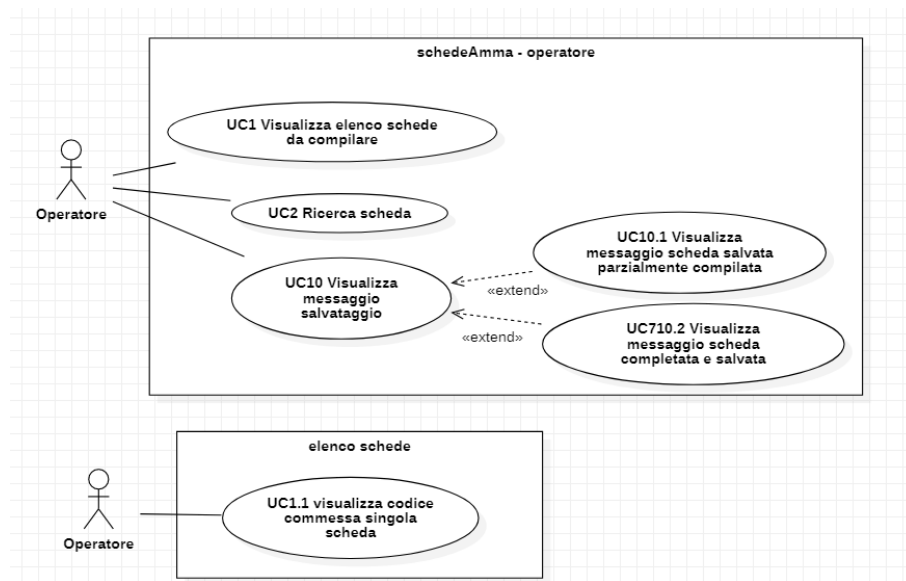 schedeAmma - operatore
UC1 Visualizza elenco schede
da compilare
Operatore
UC2 Ricerca scheda
UC10 Visualizza
messaggio
salvataggio
UC10.1 Visualizza
messaggio scheda salvata
parzialmente compilata
«extend»
UC710.2 Visualizza
messaggio scheda
completata e salvata
«extend»
elenco schede
UC1.1 visualizza codice
commessa singola
scheda
Operatore